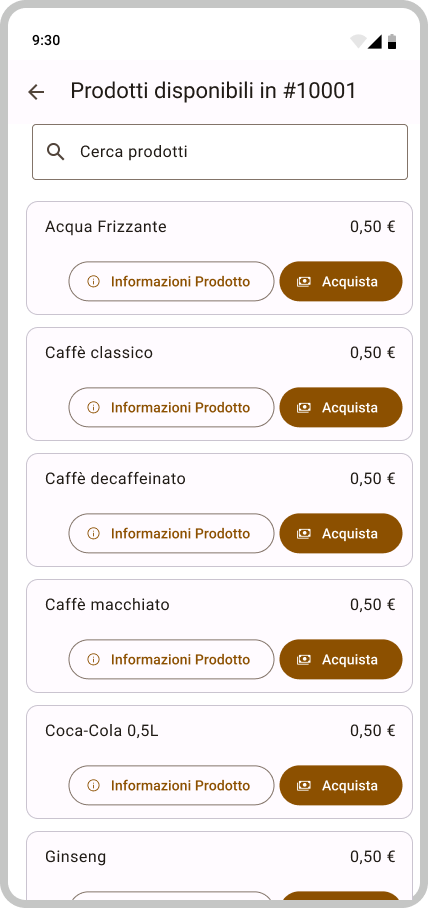 9:30
Prodotti disponibili in #10001
Cerca prodotti
Acqua Frizzante 0,50 €
Informazioni Prodotto Acquista
Caffè classico 0,50 €
Informazioni Prodotto Acquista
Caffè decaffeinato 0,50 €
Informazioni Prodotto Acquista
Caffè macchiato 0,50 €
Informazioni Prodotto Acquista
Coca-Cola 0,5L 0,50 €
Informazioni Prodotto Acquista
Ginseng 0,50 €